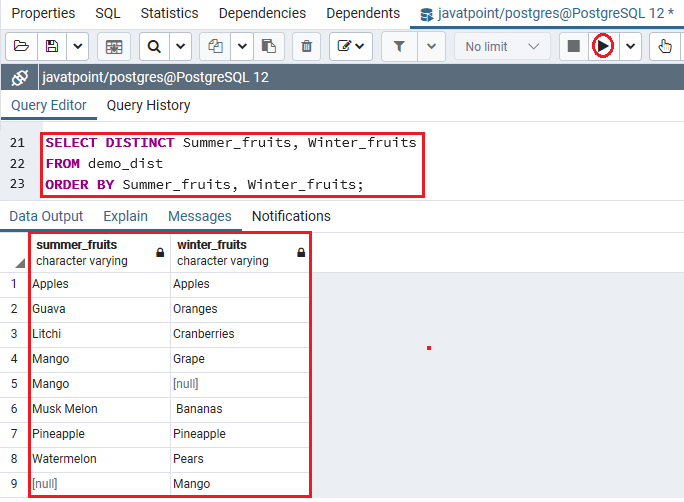 Properties SQL Statistics Dependencies Dependents javatpoint/postgres@PostgreSQL 12 *
No limit
javatpoint/postgres@PostgreSQL 12
Query Editor Query History
21 SELECT DISTINCT Summer_fruits, Winter_fruits
22 FROM demo_dist
23 ORDER BY Summer_fruits, Winter_fruits;
Data Output Explain Messages Notifications
summer_fruits winter_fruits
character varying character varying
1 Apples Apples
2 Guava Oranges
3 Litchi Cranberries
4 Mango Grape
5 Mango [null]
6 Musk Melon Bananas
7 Pineapple Pineapple
8 Watermelon Pears
9 [null] Mango